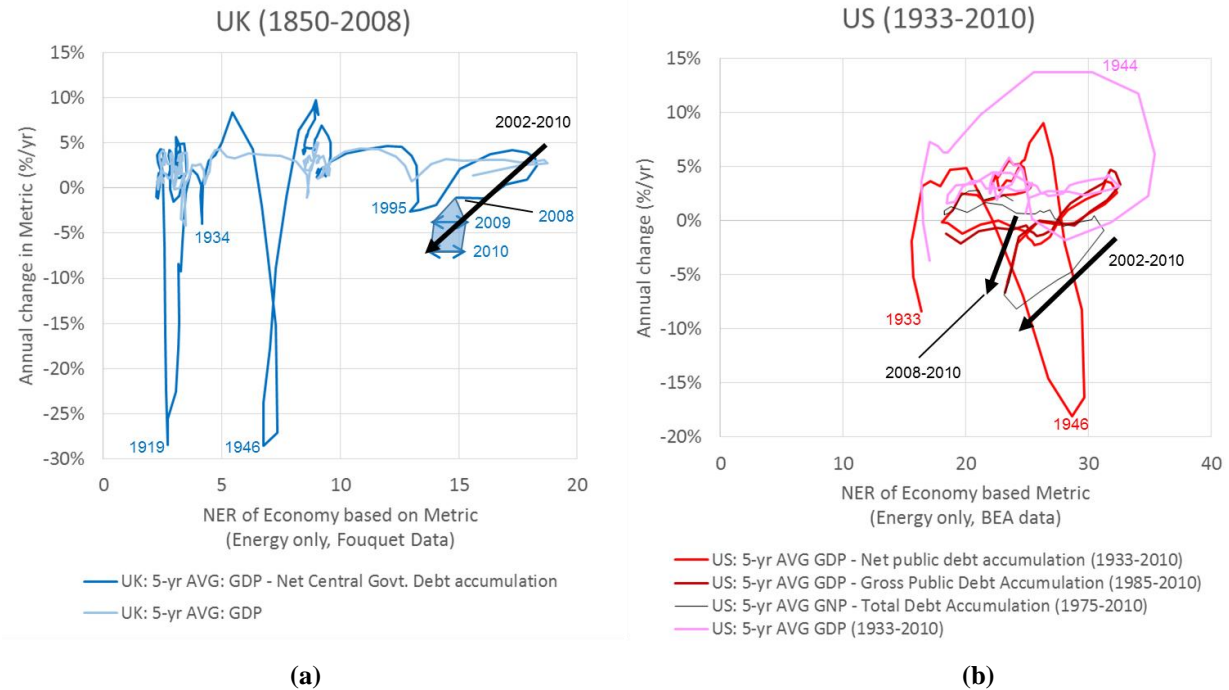 UK (1850-2008)
15%
10%
5%
0%
-5%
-10%
-15%
-20%
-25%
-30%
Annual change in Metric (%/yr)
2002-2010
1995
2008
2009
2010
1934
1919
1946
0
5
10
15
20
NER of Economy based on Metric
(Energy only, Fouquet Data)
UK: 5-yr AVG: GDP - Net Central Govt. Debt accumulation
UK: 5-yr AVG: GDP
(a)
US (1933-2010)
15%
10%
5%
0%
-5%
-10%
-15%
-20%
Annual change (%/yr)
1944
2002-2010
1933
2008-2010
1946
0
10
20
30
40
NER of Economy based Metric
(Energy only, BEA data)
US: 5-yr AVG GDP - Net public debt accumulation (1933-2010)
US: 5-yr AVG GDP - Gross Public Debt Accumulation (1985-2010)
US: 5-yr AVG GNP - Total Debt Accumulation (1975-2010)
US: 5-yr AVG GDP (1933-2010)
(b)